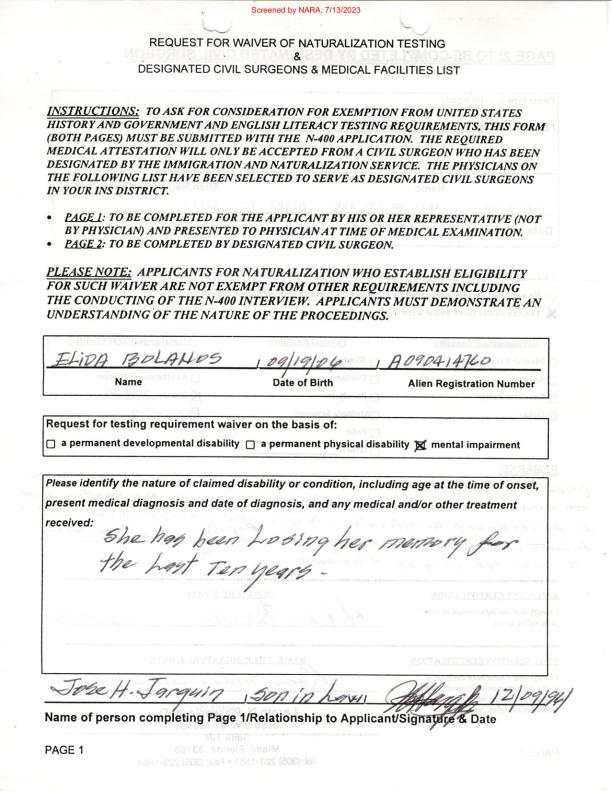 Screened by NARA, 7/13/2023
REQUEST FOR WAIVER OF NATURALIZATION TESTING
&
DESIGNATED CIVIL SURGEONS & MEDICAL FACILITIES LIST
INSTRUCTIONS: TO ASK FOR CONSIDERATION FOR EXEMPTION FROM UNITED STATES
HISTORY AND GOVERNMENT AND ENGLISH LITERACY TESTING REQUIREMENTS, THIS FORM
(BOTH PAGES) MUST BE SUBMITTED WITH THE N-400 APPLICATION. THE REQUIRED
MEDICAL ATTESTATION WILL ONLY BE ACCEPTED FROM A CIVIL SURGEON WHO HAS BEEN
DESIGNATED BY THE IMMIGRATION AND NATURALIZATION SERVICE. THE PHYSICIANS ON
THE FOLLOWING LIST HAVE BEEN SELECTED TO SERVE AS DESIGNATED CIVIL SURGEONS
IN YOUR INS DISTRICT.
• PAGE 1: TO BE COMPLETED FOR THE APPLICANT BY HIS OR HER REPRESENTATIVE (NOT
BY PHYSICIAN) AND PRESENTED TO PHYSICIAN AT TIME OF MEDICAL EXAMINATION.
• PAGE 2: TO BE COMPLETED BY DESIGNATED CIVIL SURGEON.
PLEASE NOTE: APPLICANTS FOR NATURALIZATION WHO ESTABLISH ELIGIBILITY
FOR SUCH WAIVER ARE NOT EXEMPT FROM OTHER REQUIREMENTS INCLUDING
THE CONDUCTING OF THE N-400 INTERVIEW. APPLICANTS MUST DEMONSTRATE AN
UNDERSTANDING OF THE NATURE OF THE PROCEEDINGS.
ELIDA BOLANOS, 09/19/06, A090414760
Name Date of Birth Alien Registration Number
Request for testing requirement waiver on the basis of:
a permanent developmental disability a permanent physical disability mental impairment
Please identify the nature of claimed disability or condition, including age at the time of onset,
present medical diagnosis and date of diagnosis, and any medical and/or other treatment
received:
She has been Losing her memory for
the Last Ten years.
Jose H. Jarquin, son in Law, 12/09/96
Name of person completing Page 1/Relationship to Applicant/Signature & Date
PAGE 1